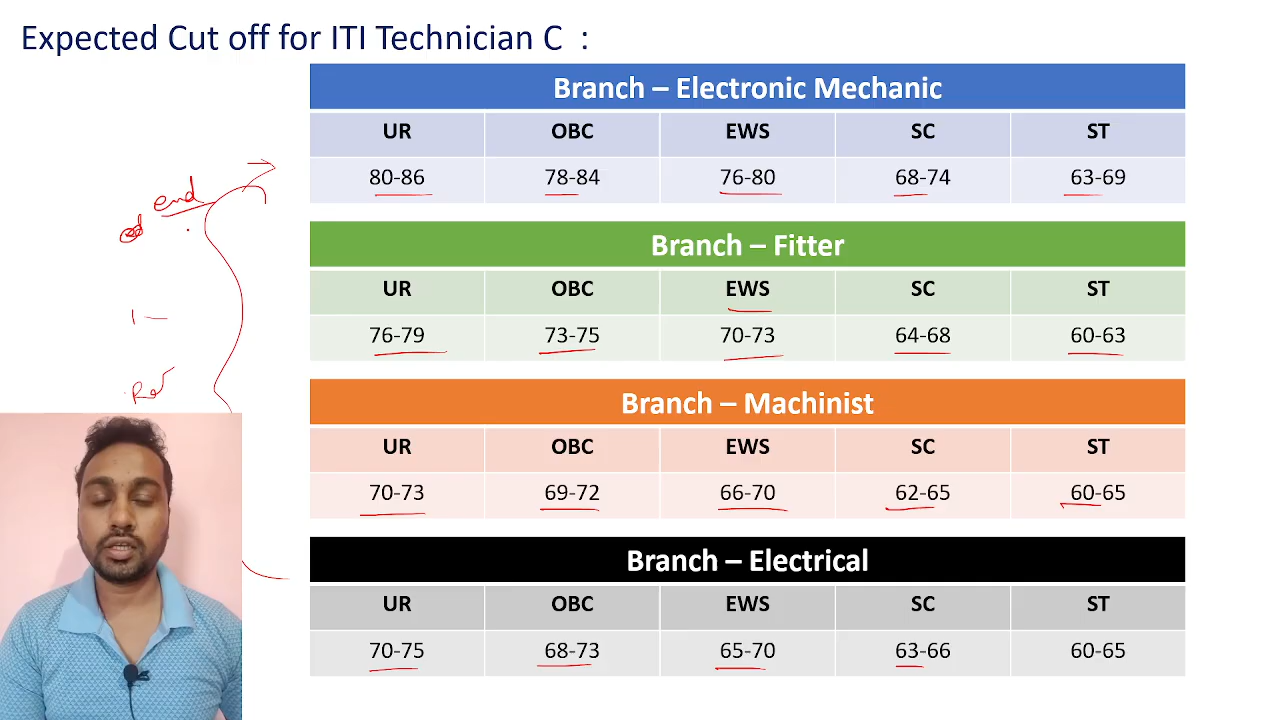 Expected Cut off for ITI Technician C :
Branch – Electronic Mechanic
UR OBC EWS SC ST
80-86 78-84 76-80 68-74 63-69
end
Branch – Fitter
UR OBC EWS SC ST
76-79 73-75 70-73 64-68 60-63
Branch – Machinist
UR OBC EWS SC ST
70-73 69-72 66-70 62-65 60-65
Branch – Electrical
UR OBC EWS SC ST
70-75 68-73 65-70 63-66 60-65